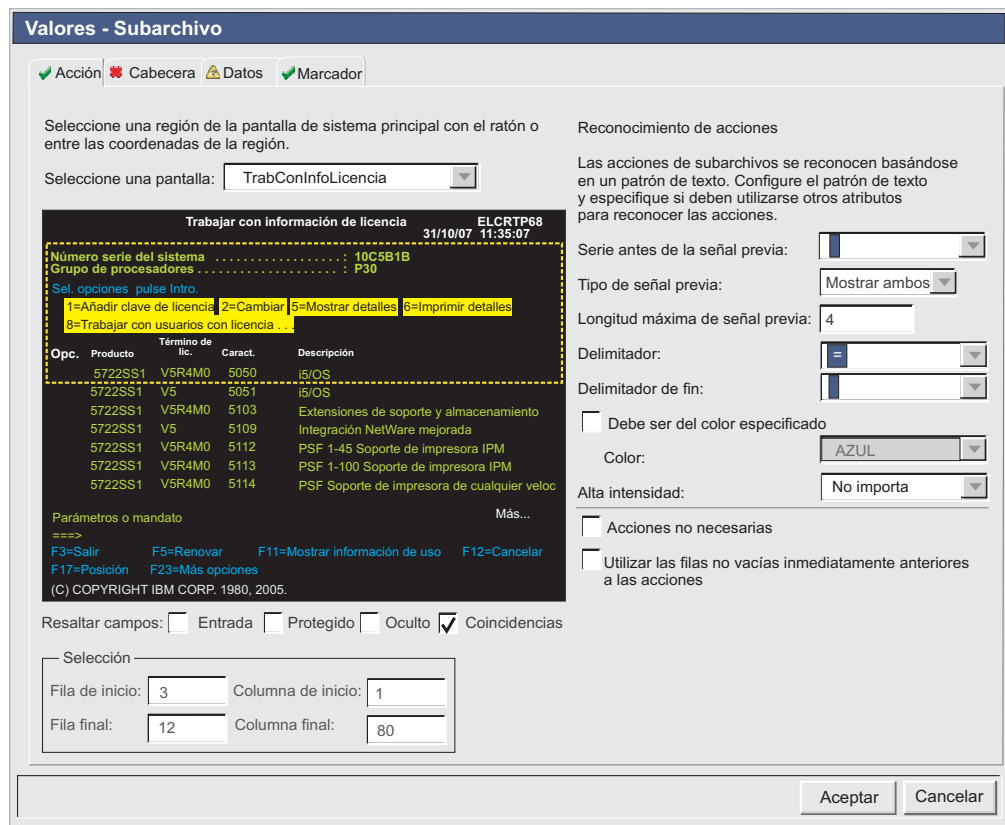 Valores - Subarchivo
Acción Cabecera Datos Marcador
Seleccione una región de la pantalla de sistema principal con el ratón o
entre las coordenadas de la región.
Seleccione una pantalla: TrabConInfoLicencia
Trabajar con información de licencia ELCRTP68
31/10/07 11:35:07
Número serie del sistema . . . . . . . . . . . . . . . . . . : 10C5B1B
Grupo de procesadores . . . . . . . . . . . . . . . . . . . . : P30
Sel. opciones pulse Intro.
1=Añadir clave de licencia 2=Cambiar 5=Mostrar detalles 6=Imprimir detalles
8=Trabajar con usuarios con licencia . . .
Opc. Producto Término de lic. Caract. Descripción
5722SS1 V5R4M0 5050 i5/OS
5722SS1 V5 5051 i5/OS
5722SS1 V5R4M0 5103 Extensiones de soporte y almacenamiento
5722SS1 V5 5109 Integración NetWare mejorada
5722SS1 V5R4M0 5112 PSF 1-45 Soporte de impresora IPM
5722SS1 V5R4M0 5113 PSF 1-100 Soporte de impresora IPM
5722SS1 V5R4M0 5114 PSF Soporte de impresora de cualquier veloc
Más...
Parámetros o mandato
===>
F3=Salir F5=Renovar F11=Mostrar información de uso F12=Cancelar
F17=Posición F23=Más opciones
(C) COPYRIGHT IBM CORP. 1980, 2005.
Resaltar campos: Entrada Protegido Oculto Coincidencias
Selección
Fila de inicio: 3 Columna de inicio: 1
Fila final: 12 Columna final: 80
Reconocimiento de acciones
Las acciones de subarchivos se reconocen basándose
en un patrón de texto. Configure el patrón de texto
y especifique si deben utilizarse otros atributos
para reconocer las acciones.
Serie antes de la señal previa:
Tipo de señal previa: Mostrar ambos
Longitud máxima de señal previa: 4
Delimitador: =
Delimitador de fin:
Debe ser del color especificado
Color: AZUL
Alta intensidad: No importa
Acciones no necesarias
Utilizar las filas no vacías inmediatamente anteriores
a las acciones
Aceptar Cancelar